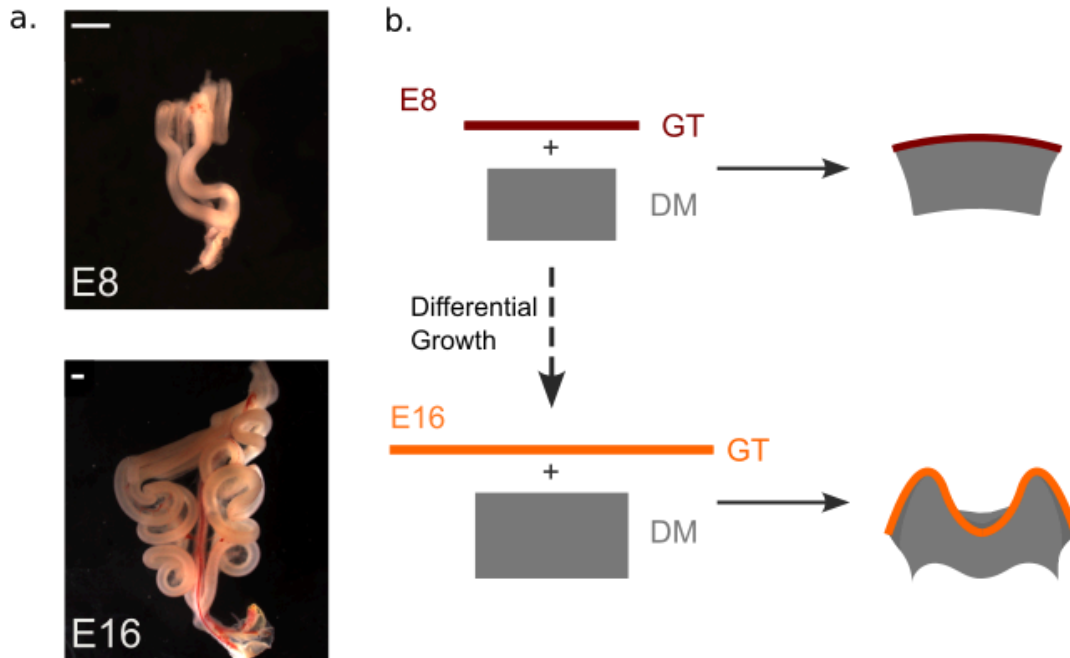 a.
E8
E16
b.
E8
GT
+
DM
Differential
Growth
E16
GT
+
DM